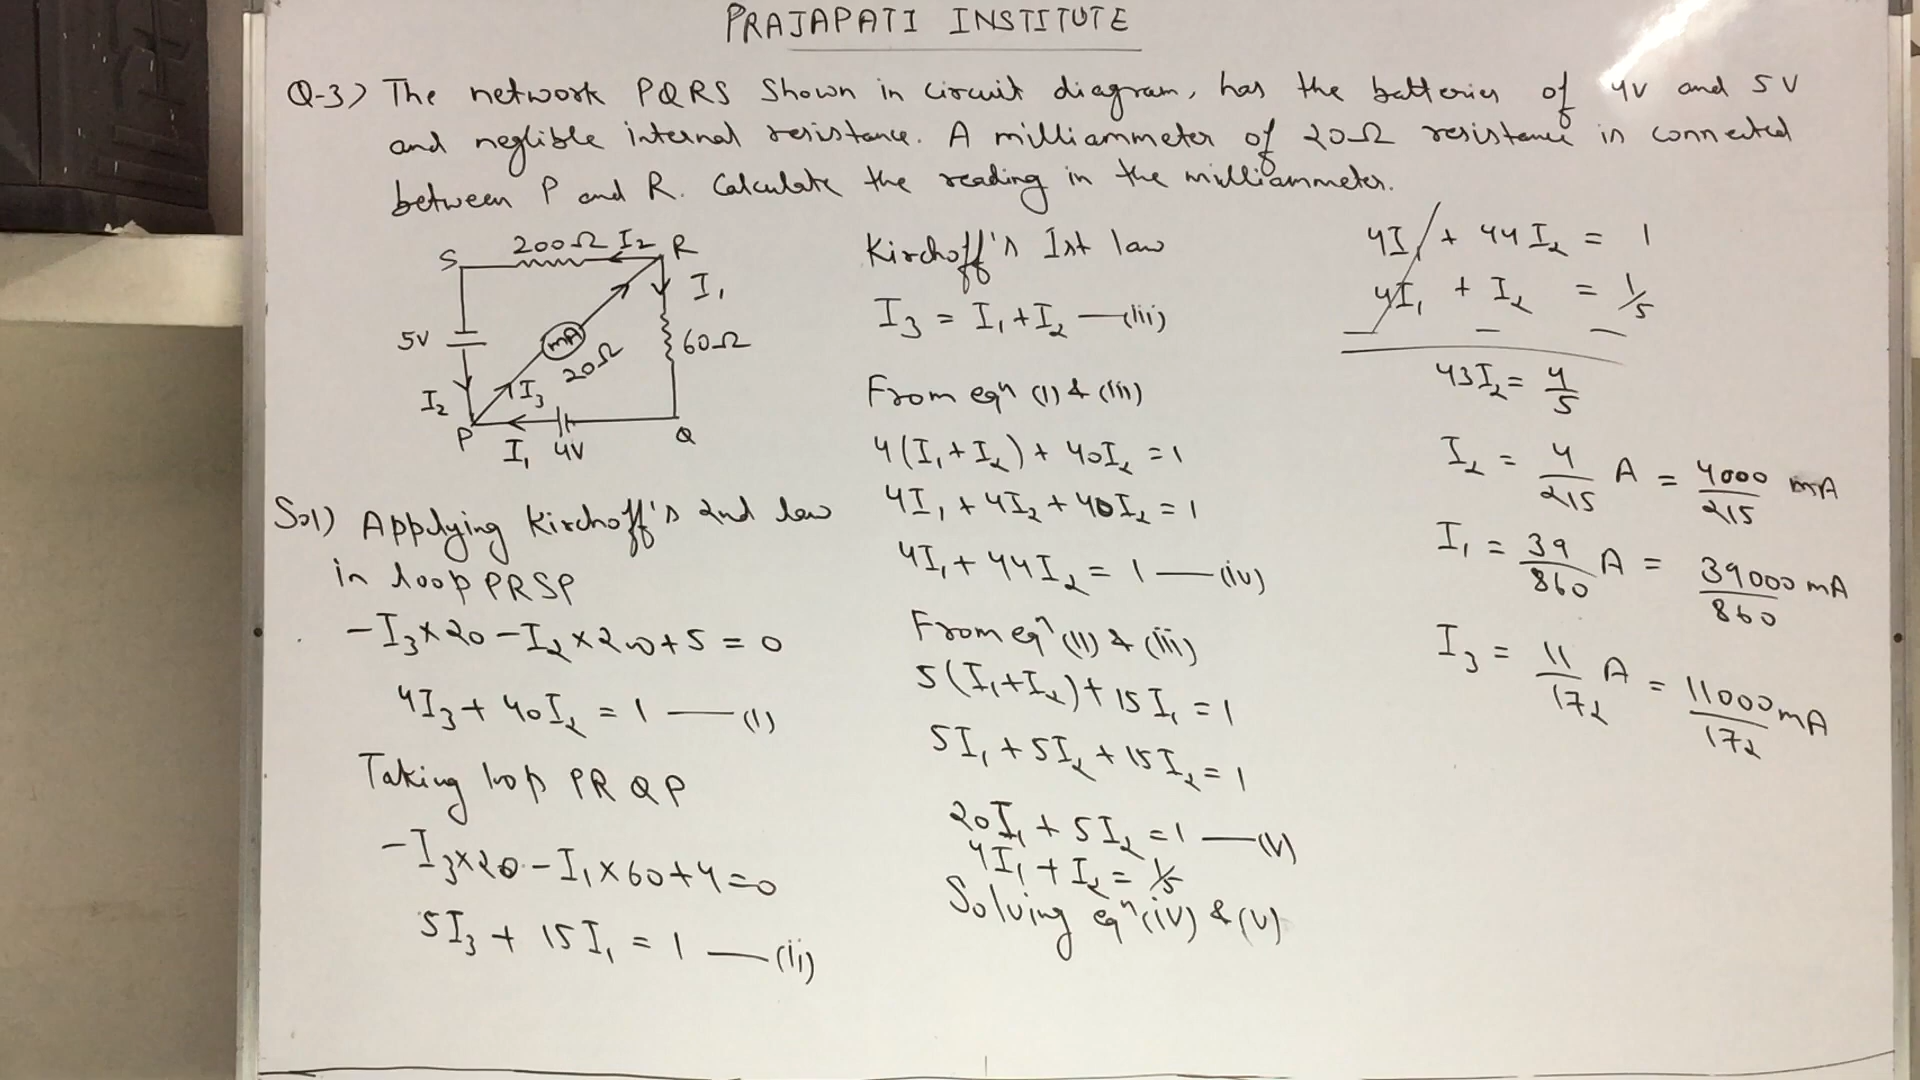 PRAJAPATI INSTITUTE
Q-3) The network PQRS Shown in circuit diagram, has the batteries of 4V and 5V
and neglible internal resistance. A milliammeter of 20Ω resistance is connected
between P and R. Calculate the reading in the milliammeter.
S 200Ω I₂ R
I₁
5V mA 20Ω 60Ω
I₂ I₃
P I₁ 4V Q
Sol) Applying Kirchoff's 2nd law
in loop PRSP
-I₃×20 -I₂×200+5 = 0
4I₃ + 40I₂ = 1 —(i)
Taking loop PRQP
-I₃×20 -I₁×60+4=0
5I₃ + 15I₁ = 1 —(ii)
Kirchoff's Ist law
I₃ = I₁+I₂ —(iii)
From eqⁿ (i) & (iii)
4(I₁+I₂)+ 40I₂ =1
4I₁ + 4I₂ + 40I₂ = 1
4I₁ + 44I₂ = 1 —(iv)
From eqⁿ (ii) & (iii)
5(I₁+I₂)+15I₁ = 1
5I₁ + 5I₂ + 15I₂ = 1
20I₁ + 5I₂ = 1 —(v)
4I₁ + I₂ = 1/5
Solving eqⁿ (iv) & (v)
4I₁ + 44I₂ = 1
4I₁ + I₂ = 1/5
— — —
43I₂ = 4/5
I₂ = 4/215 A = 4000/215 mA
I₁ = 39/860 A = 39000/860 mA
I₃ = 11/172 A = 11000/172 mA